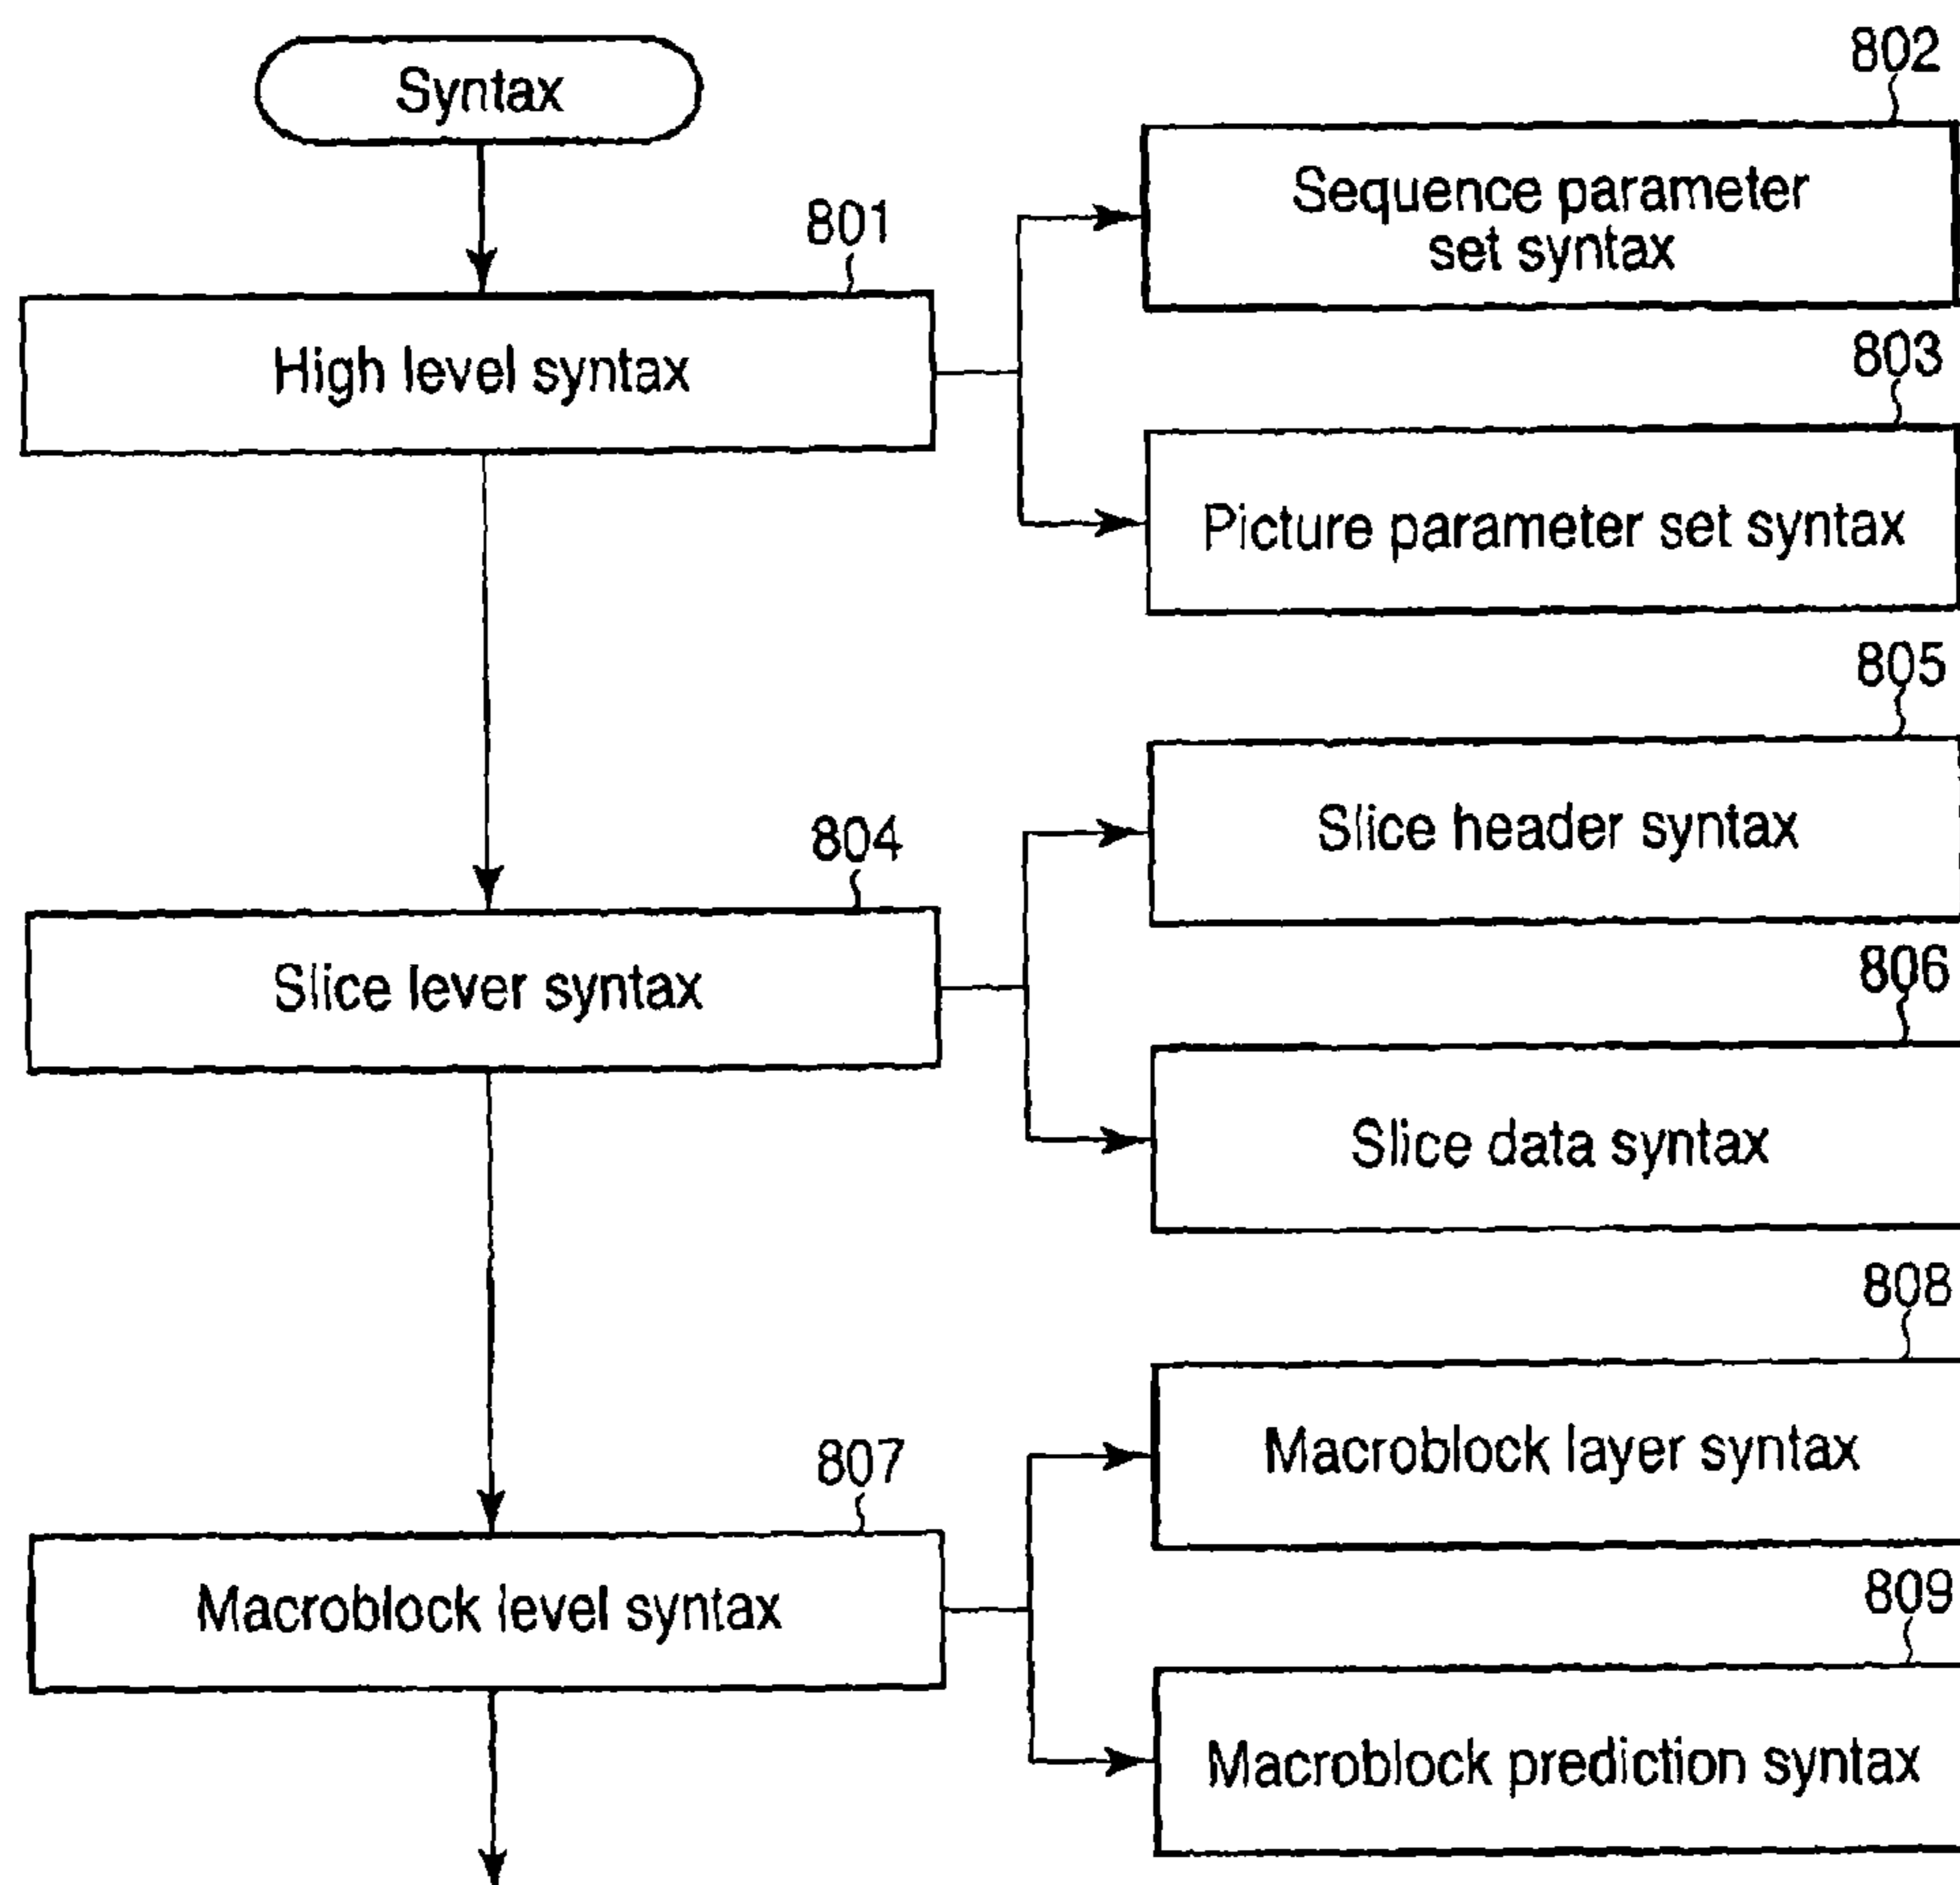 Syntax
801
High level syntax
802
Sequence parameter
set syntax
803
Picture parameter set syntax
804
Slice lever syntax
805
Slice header syntax
806
Slice data syntax
807
Macroblock level syntax
808
Macroblock layer syntax
809
Macroblock prediction syntax